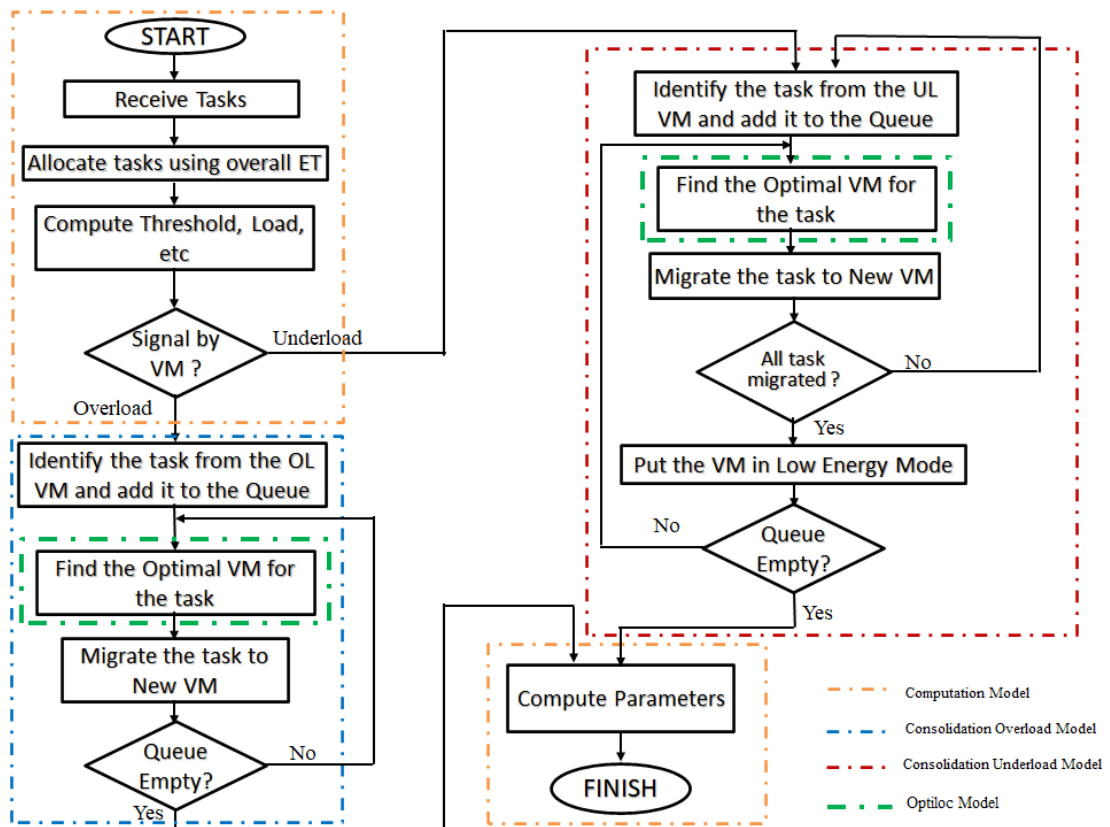 START
Receive Tasks
Allocate tasks using overall ET
Compute Threshold, Load,
etc
Signal by
VM ?
Underload
Overload
Identify the task from the OL
VM and add it to the Queue
Find the Optimal VM for
the task
Migrate the task to
New VM
Queue
Empty?
No
Yes
Identify the task from the UL
VM and add it to the Queue
Find the Optimal VM for
the task
Migrate the task to New VM
All task
migrated ?
No
Yes
Put the VM in Low Energy Mode
Queue
Empty?
No
Yes
Compute Parameters
FINISH
Computation Model
Consolidation Overload Model
Consolidation Underload Model
Optiloc Model